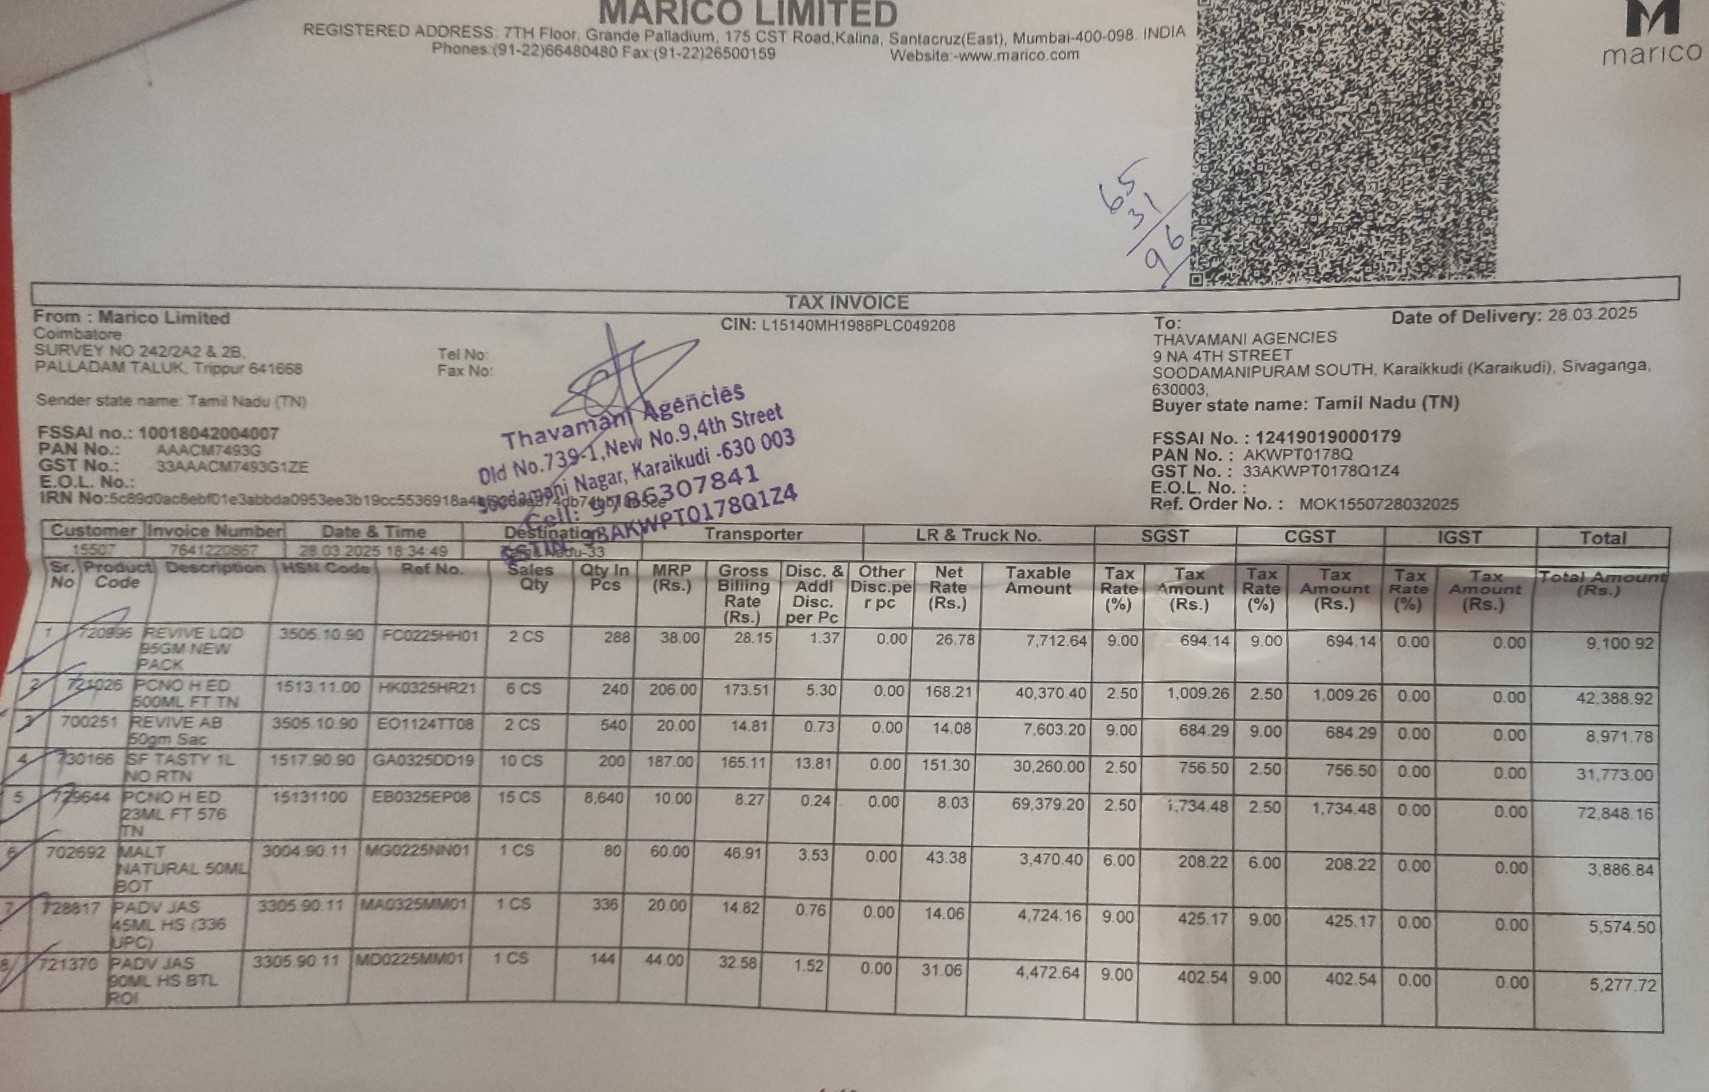 MARICO LIMITED
REGISTERED ADDRESS: 7TH Floor, Grande Palladium, 175 CST Road,Kalina, Santacruz(East), Mumbai-400-098. INDIA
Phones:(91-22)66480480 Fax:(91-22)26500159 Website:-www.marico.com
M
marico
65
31
96
TAX INVOICE
CIN: L15140MH1988PLC049208
From : Marico Limited
Coimbatore
SURVEY NO 242/2A2 & 2B,
PALLADAM TALUK, Trippur 641668
Tel No:
Fax No:
Sender state name: Tamil Nadu (TN)
FSSAI no.: 10018042004007
PAN No.: AAACM7493G
GST No.: 33AAACM7493G1ZE
E.O.L. No.:
IRN No:5c89d0ac8ebf01e3abbda0953ee3b19cc5536918a
Date of Delivery: 28.03.2025
To:
THAVAMANI AGENCIES
9 NA 4TH STREET
SOODAMANIPURAM SOUTH, Karaikkudi (Karaikudi), Sivaganga,
630003,
Buyer state name: Tamil Nadu (TN)
FSSAI No. : 12419019000179
PAN No. : AKWPT0178Q
GST No. : 33AKWPT0178Q1Z4
E.O.L. No. :
Ref. Order No. : MOK1550728032025
Thavamani Agencies
Old No.739-1,New No.9,4th Street
Nagar, Karaikudi -630 003
Cell: 9786307841
33AKWPT0178Q1Z4
Customer Invoice Number Date & Time Destination Transporter LR & Truck No. SGST CGST IGST Total
15507 7641220867 28.03.2025 18:34:49 Nadu-33
Sr. No Product Code Description HSN Code Ref No. Sales Qty Qty In Pcs MRP (Rs.) Gross Billing Rate (Rs.) Disc. & Addl Disc. per Pc Other Disc.pe r pc Net Rate (Rs.) Taxable Amount Tax Rate (%) Tax Amount (Rs.) Tax Rate (%) Tax Amount (Rs.) Tax Rate (%) Tax Amount (Rs.) Total Amount (Rs.)
1 720996 REVIVE LQD 95GM NEW PACK 3505.10.90 FC0225HH01 2 CS 288 38.00 28.15 1.37 0.00 26.78 7,712.64 9.00 694.14 9.00 694.14 0.00 0.00 9,100.92
2 721026 PCNO H ED 500ML FT TN 1513.11.00 HK0325HR21 6 CS 240 206.00 173.51 5.30 0.00 168.21 40,370.40 2.50 1,009.26 2.50 1,009.26 0.00 0.00 42,388.92
3 700251 REVIVE AB 50gm Sac 3505.10.90 EO1124TT08 2 CS 540 20.00 14.81 0.73 0.00 14.08 7,603.20 9.00 684.29 9.00 684.29 0.00 0.00 8,971.78
4 730166 SF TASTY 1L NO RTN 1517.90.90 GA0325DD19 10 CS 200 187.00 165.11 13.81 0.00 151.30 30,260.00 2.50 756.50 2.50 756.50 0.00 0.00 31,773.00
5 729644 PCNO H ED 23ML FT 576 TN 15131100 EB0325EP08 15 CS 8,640 10.00 8.27 0.24 0.00 8.03 69,379.20 2.50 1,734.48 2.50 1,734.48 0.00 0.00 72,848.16
6 702692 MALT NATURAL 50ML BOT 3004.90.11 MG0225NN01 1 CS 80 60.00 46.91 3.53 0.00 43.38 3,470.40 6.00 208.22 6.00 208.22 0.00 0.00 3,886.84
7 728817 PADV JAS 45ML HS (336 UPC) 3305.90.11 MA0325MM01 1 CS 336 20.00 14.82 0.76 0.00 14.06 4,724.16 9.00 425.17 9.00 425.17 0.00 0.00 5,574.50
8 721370 PADV JAS 90ML HS BTL ROI 3305.90.11 MD0225MM01 1 CS 144 44.00 32.58 1.52 0.00 31.06 4,472.64 9.00 402.54 9.00 402.54 0.00 0.00 5,277.72